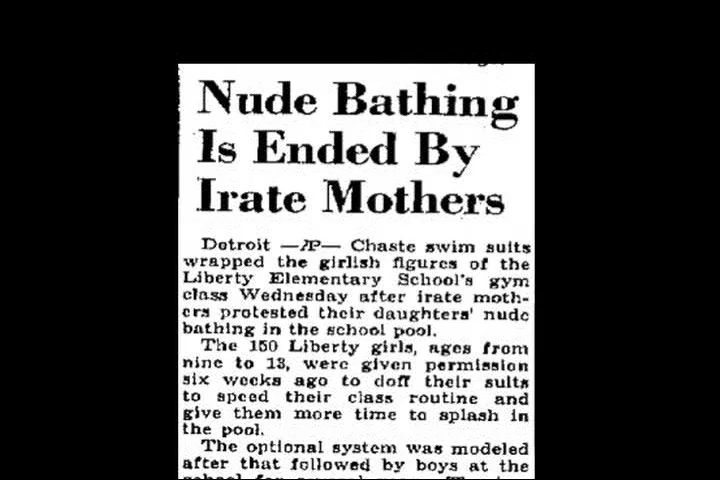 Nude Bathing
Is Ended By
Irate Mothers
Detroit —AP— Chaste swim suits
wrapped the girlish figures of the
Liberty Elementary School's gym
class Wednesday after irate moth-
ers protested their daughters' nude
bathing in the school pool.
The 150 Liberty girls, ages from
nine to 13, were given permission
six weeks ago to doff their suits
to speed their class routine and
give them more time to splash in
the pool.
The optional system was modeled
after that followed by boys at the